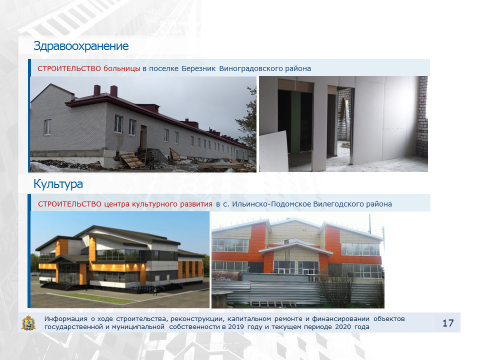 Здравоохранение
СТРОИТЕЛЬСТВО больницы в поселке Березник Виноградовского района
Культура
СТРОИТЕЛЬСТВО центра культурного развития в с. Ильинско-Подомское Вилегодского района
Информация о ходе строительства, реконструкции, капитальном ремонте и финансировании объектов
государственной и муниципальной собственности в 2019 году и текущем периоде 2020 года
17